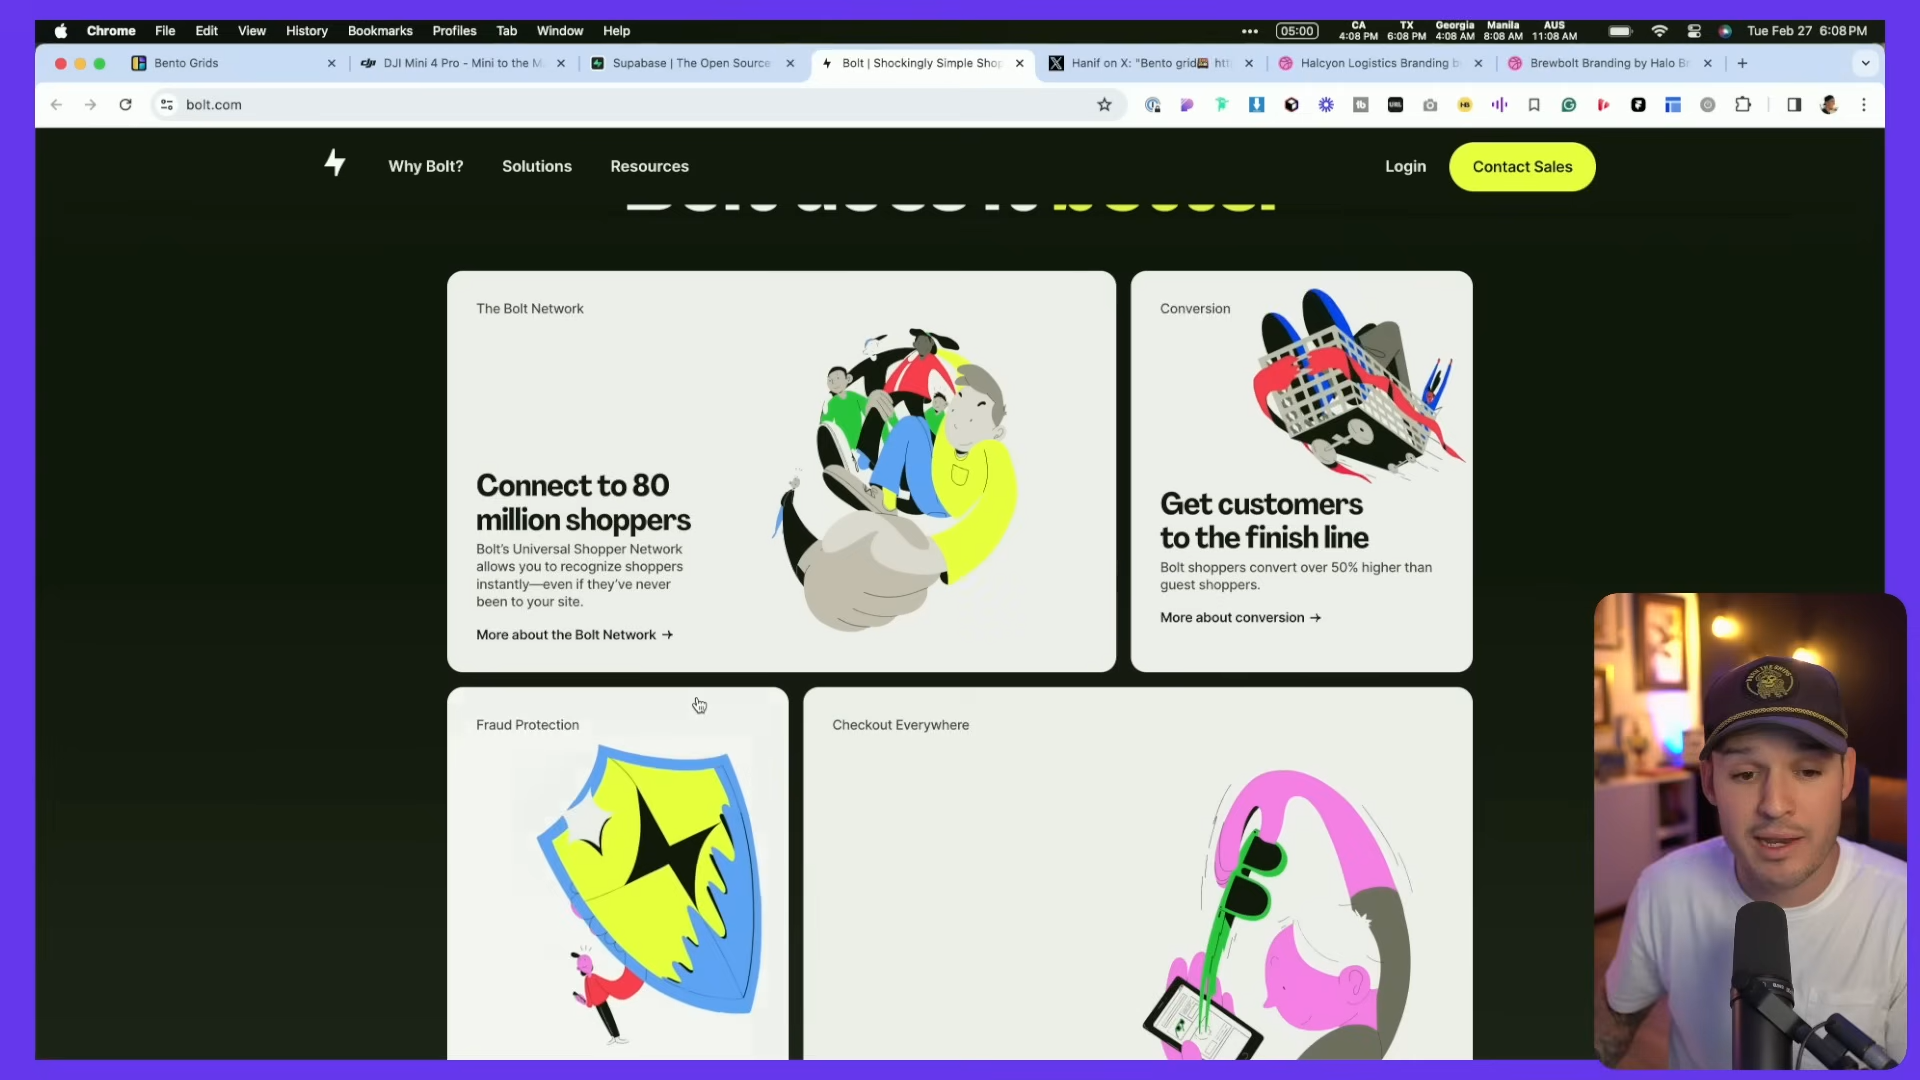 Chrome File Edit View History Bookmarks Profiles Tab Window Help
05:00
CA
4:08 PM
TX
6:08 PM
Georgia
4:08 AM
Manila
8:08 AM
AUS
11:08 AM
Tue Feb 27 6:08 PM
Bento Grids
DJI Mini 4 Pro - Mini to the M
Supabase | The Open Source
Bolt | Shockingly Simple Shop
Hanif on X: "Bento grid🍱 htt
Halcyon Logistics Branding b
Brewbolt Branding by Halo B
bolt.com
Why Bolt?
Solutions
Resources
Login
Contact Sales
The Bolt Network
Connect to 80
million shoppers
Bolt's Universal Shopper Network
allows you to recognize shoppers
instantly—even if they've never
been to your site.
More about the Bolt Network →
Conversion
Get customers
to the finish line
Bolt shoppers convert over 50% higher than
guest shoppers.
More about conversion →
Fraud Protection
Checkout Everywhere